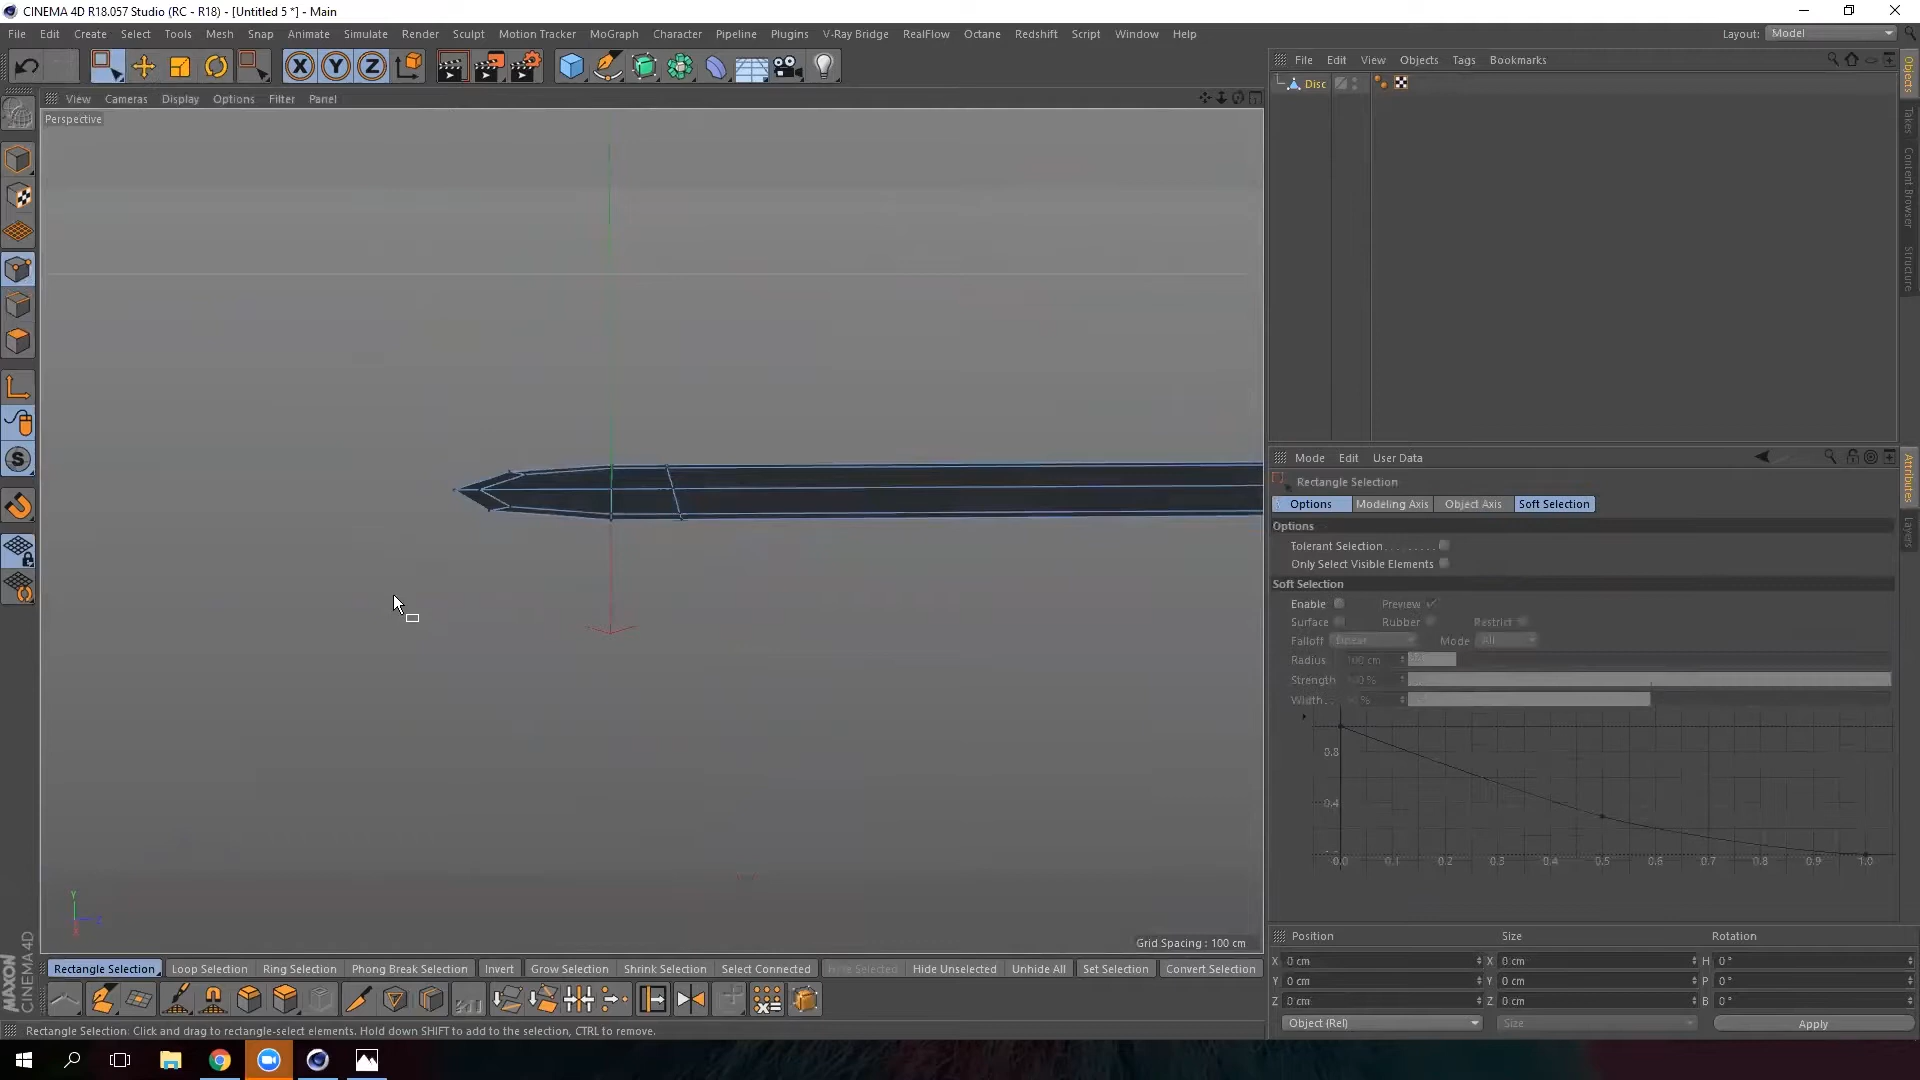 CINEMA 4D R18.057 Studio (RC - R18) - [Untitled 5 *] - Main
File Edit Create Select Tools Mesh Snap Animate Simulate Render Sculpt Motion Tracker MoGraph Character Pipeline Plugins V-Ray Bridge RealFlow Octane Redshift Script Window Help
Layout: Model
X Y Z
View Cameras Display Options Filter Panel
Perspective
File Edit View Objects Tags Bookmarks
Disc
Objects
Takes
Content Browser
Structure
Mode Edit User Data
Rectangle Selection
Options Modeling Axis Object Axis Soft Selection
Options
Tolerant Selection
Only Select Visible Elements
Soft Selection
Enable Preview
Surface Rubber Restrict
Falloff Mode All
Radius 100 cm
Strength
Width
0.8
0.4
0.0 0.1 0.2 0.3 0.4 0.5 0.6 0.7 0.8 0.9 1.0
Attributes
Layers
Y
Grid Spacing : 100 cm
Position Size Rotation
X 0 cm X 0 cm H 0 °
Y 0 cm Y 0 cm P 0 °
Z 0 cm Z 0 cm B 0 °
Object (Rel) Size Apply
MAXON
CINEMA 4D
Rectangle Selection Loop Selection Ring Selection Phong Break Selection Invert Grow Selection Shrink Selection Select Connected Hide Selected Hide Unselected Unhide All Set Selection Convert Selection
Rectangle Selection: Click and drag to rectangle-select elements. Hold down SHIFT to add to the selection, CTRL to remove.